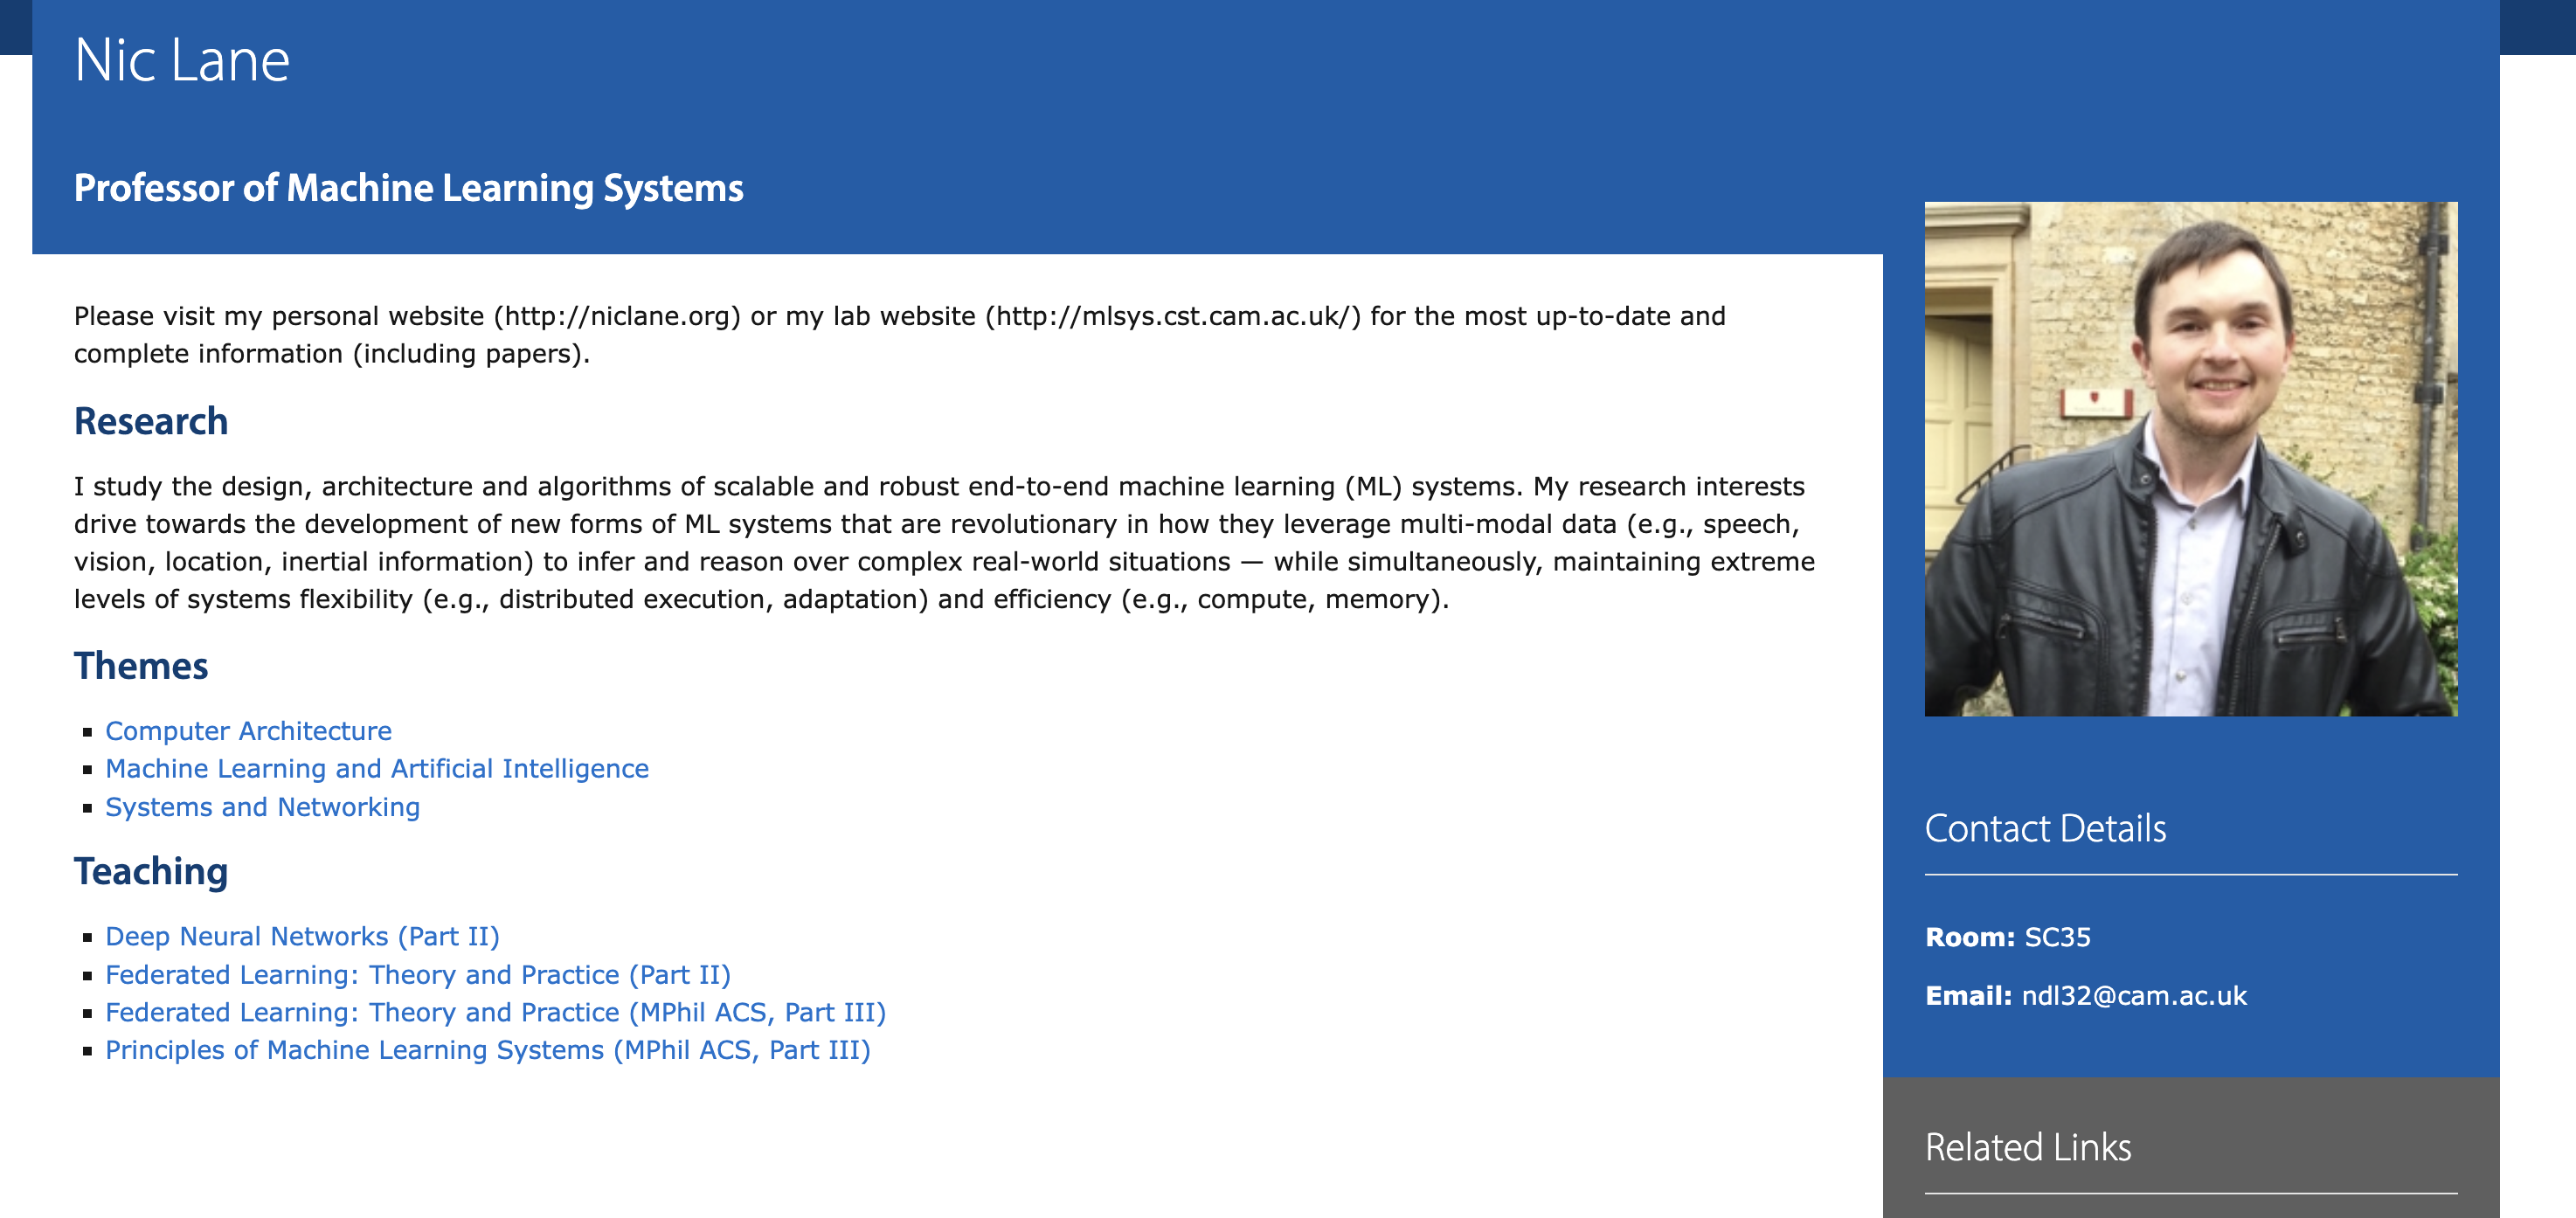 Nic Lane
Professor of Machine Learning Systems
Please visit my personal website (http://niclane.org) or my lab website (http://mlsys.cst.cam.ac.uk/) for the most up-to-date and
complete information (including papers).
Research
I study the design, architecture and algorithms of scalable and robust end-to-end machine learning (ML) systems. My research interests
drive towards the development of new forms of ML systems that are revolutionary in how they leverage multi-modal data (e.g., speech,
vision, location, inertial information) to infer and reason over complex real-world situations — while simultaneously, maintaining extreme
levels of systems flexibility (e.g., distributed execution, adaptation) and efficiency (e.g., compute, memory).
Themes
Computer Architecture
Machine Learning and Artificial Intelligence
Systems and Networking
Teaching
Deep Neural Networks (Part II)
Federated Learning: Theory and Practice (Part II)
Federated Learning: Theory and Practice (MPhil ACS, Part III)
Principles of Machine Learning Systems (MPhil ACS, Part III)
Contact Details
Room: SC35
Email: ndl32@cam.ac.uk
Related Links